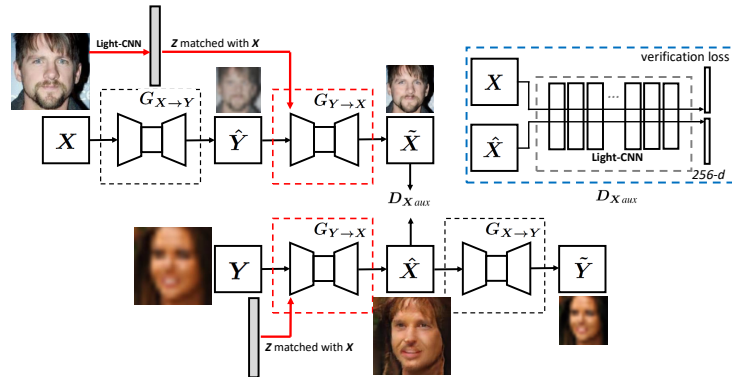 Light-CNN
Z matched with X
verification loss
G_{X→Y}
G_{Y→X}
X
X
Ŷ
X̃
...
X̂
Light-CNN
256-d
D_{X aux}
D_{X aux}
G_{Y→X}
G_{X→Y}
Y
X̂
Ỹ
Z matched with X